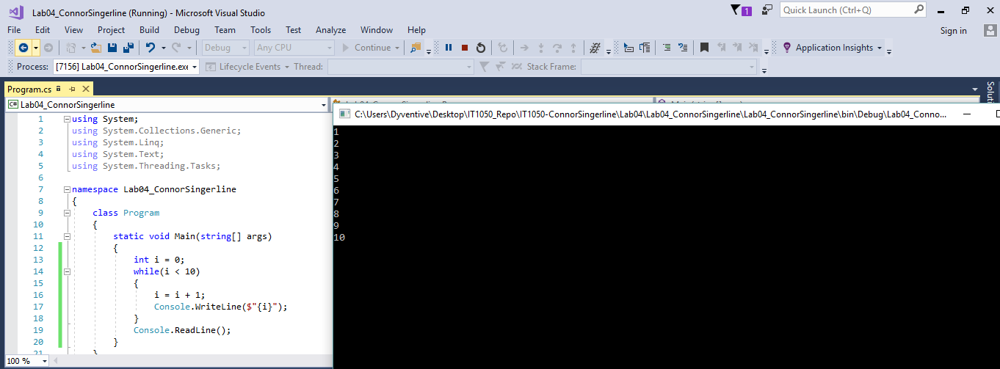 Lab04_ConnorSingerline (Running) - Microsoft Visual Studio
1
Quick Launch (Ctrl+Q)
File Edit View Project Build Debug Team Tools Test Analyze Window Help
Sign in
Debug Any CPU Continue Application Insights
Process: [7156] Lab04_ConnorSingerline.exe Lifecycle Events Thread: Stack Frame:
Program.cs
C# Lab04_ConnorSingerline
1 using System;
2 using System.Collections.Generic;
3 using System.Linq;
4 using System.Text;
5 using System.Threading.Tasks;
6
7 namespace Lab04_ConnorSingerline
8 {
9 class Program
10 {
11 static void Main(string[] args)
12 {
13 int i = 0;
14 while(i < 10)
15 {
16 i = i + 1;
17 Console.WriteLine($"{i}");
18 }
19 Console.ReadLine();
20 }
21 }
100 %
C:\Users\Dyventive\Desktop\IT1050_Repo\IT1050-ConnorSingerline\Lab04\Lab04_ConnorSingerline\Lab04_ConnorSingerline\bin\Debug\Lab04_Conno...
1
2
3
4
5
6
7
8
9
10